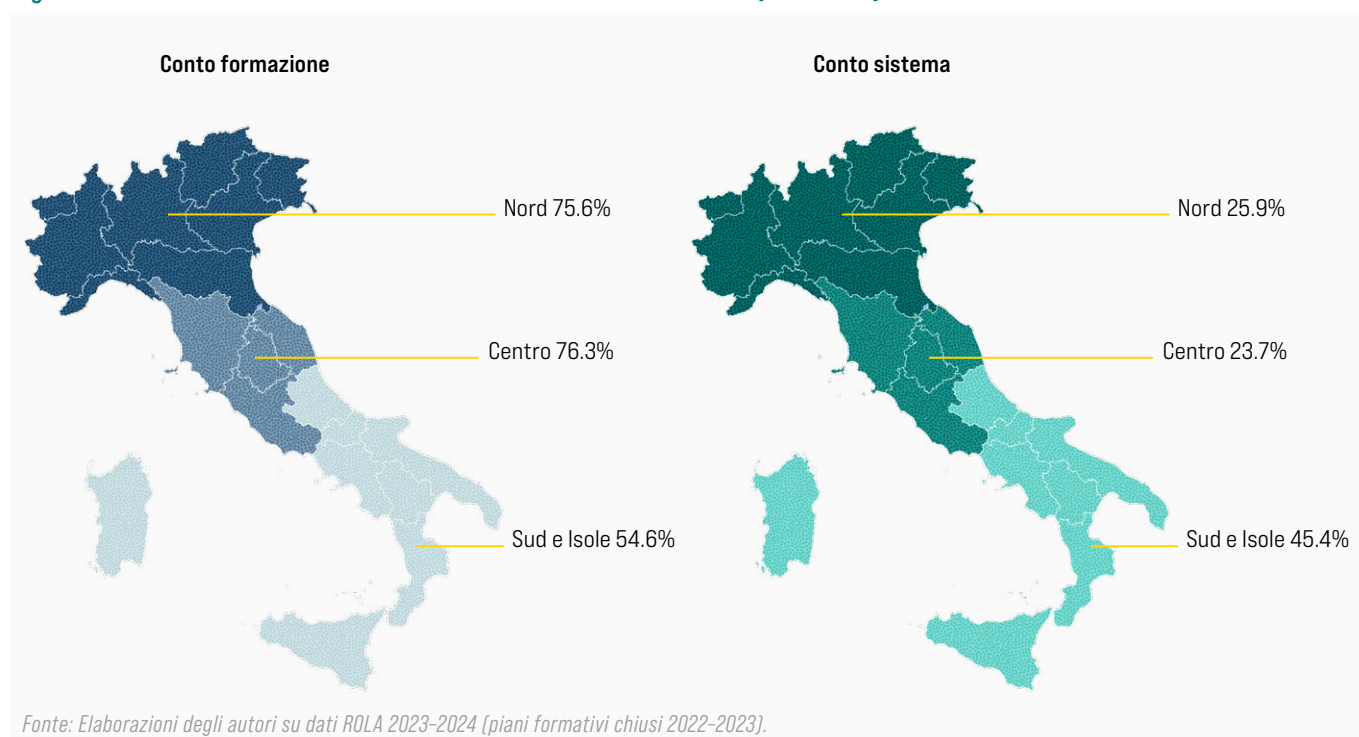 Conto formazione
Conto sistema
Nord 75.6%
Nord 25.9%
Centro 76.3%
Centro 23.7%
Sud e Isole 54.6%
Sud e Isole 45.4%
Fonte: Elaborazioni degli autori su dati ROLA 2023–2024 (piani formativi chiusi 2022–2023).